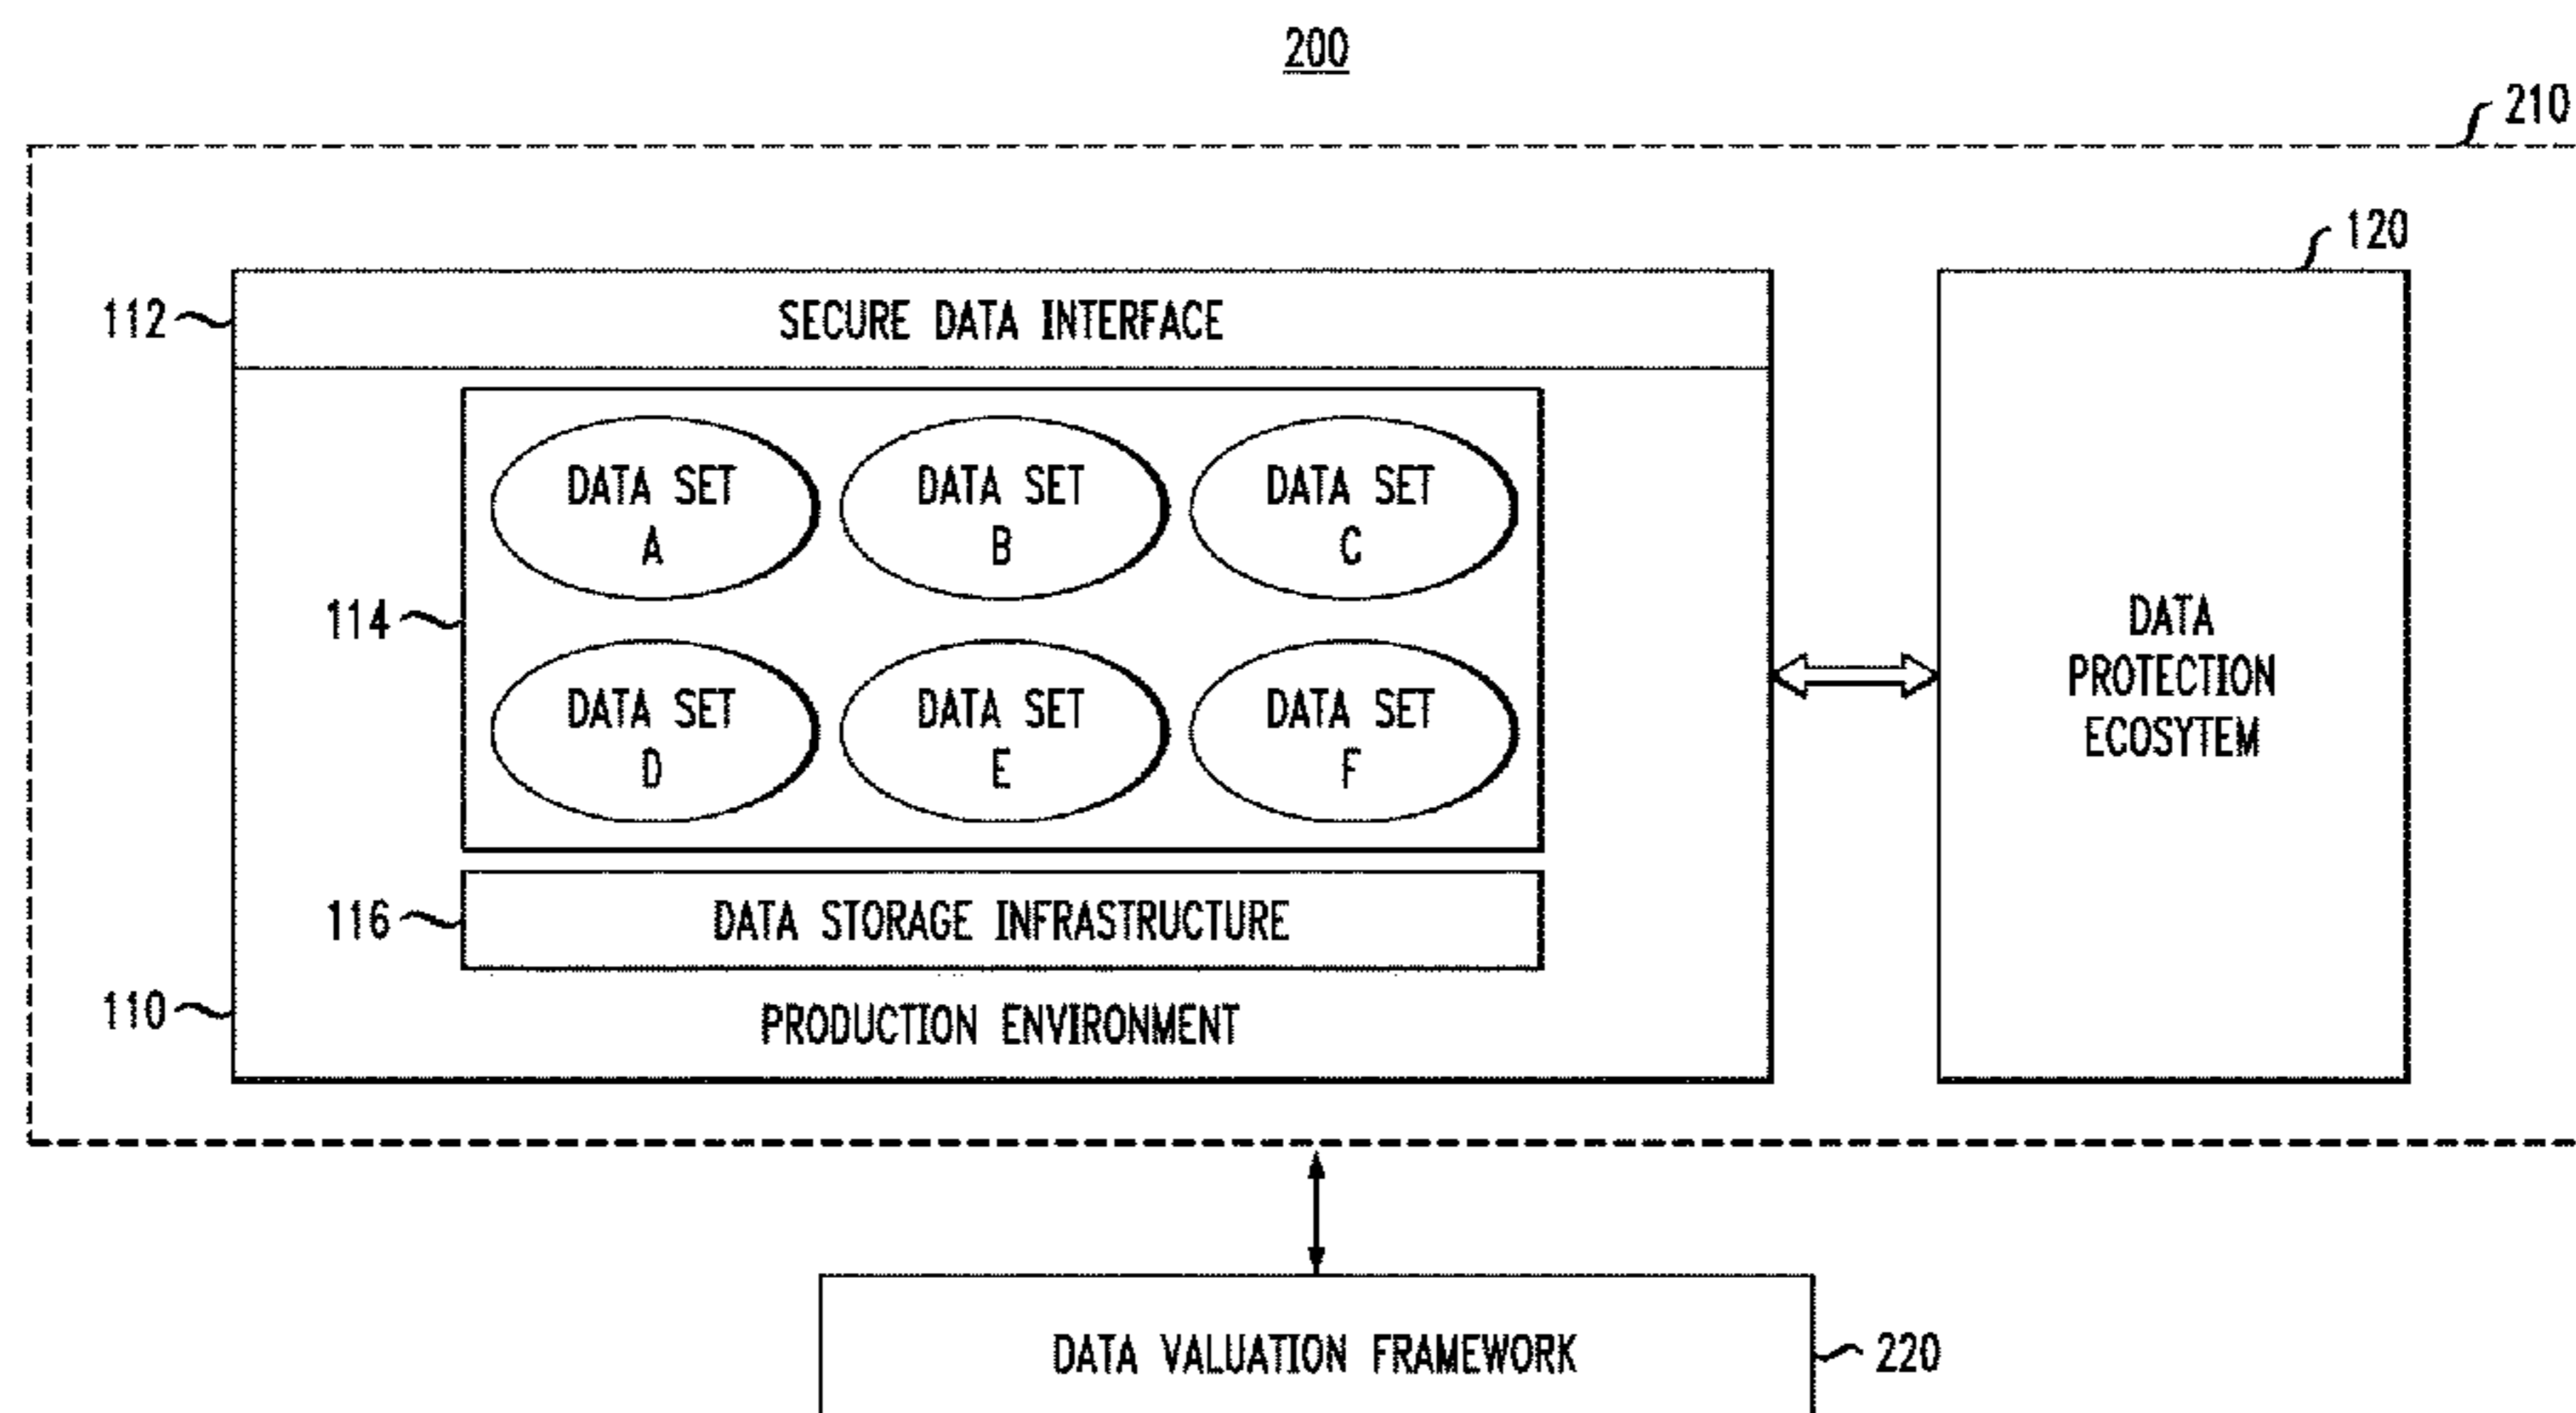 200
210
120
112
SECURE DATA INTERFACE
DATA SET
A
DATA SET
B
DATA SET
C
114
DATA SET
D
DATA SET
E
DATA SET
F
DATA
PROTECTION
ECOSYTEM
116
DATA STORAGE INFRASTRUCTURE
110
PRODUCTION ENVIRONMENT
DATA VALUATION FRAMEWORK
220